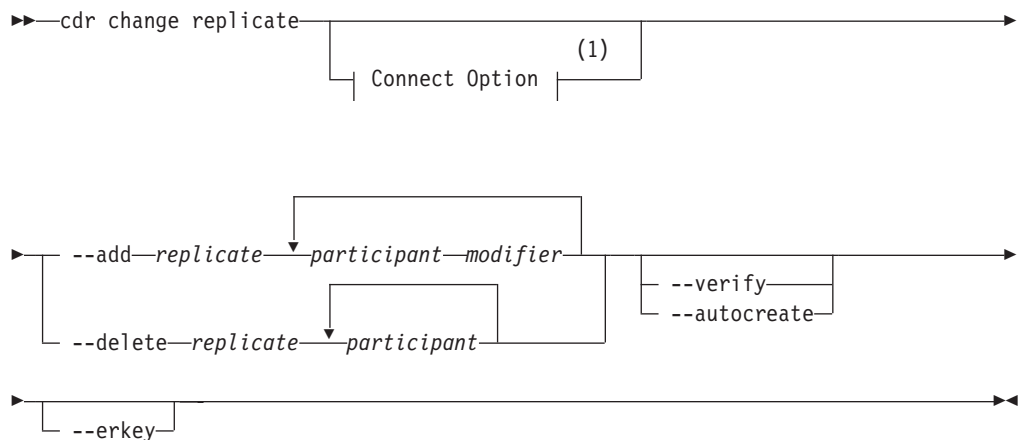 cdr change replicate
(1)
Connect Option
--add replicate participant modifier
--verify
--autocreate
--delete replicate participant
--erkey